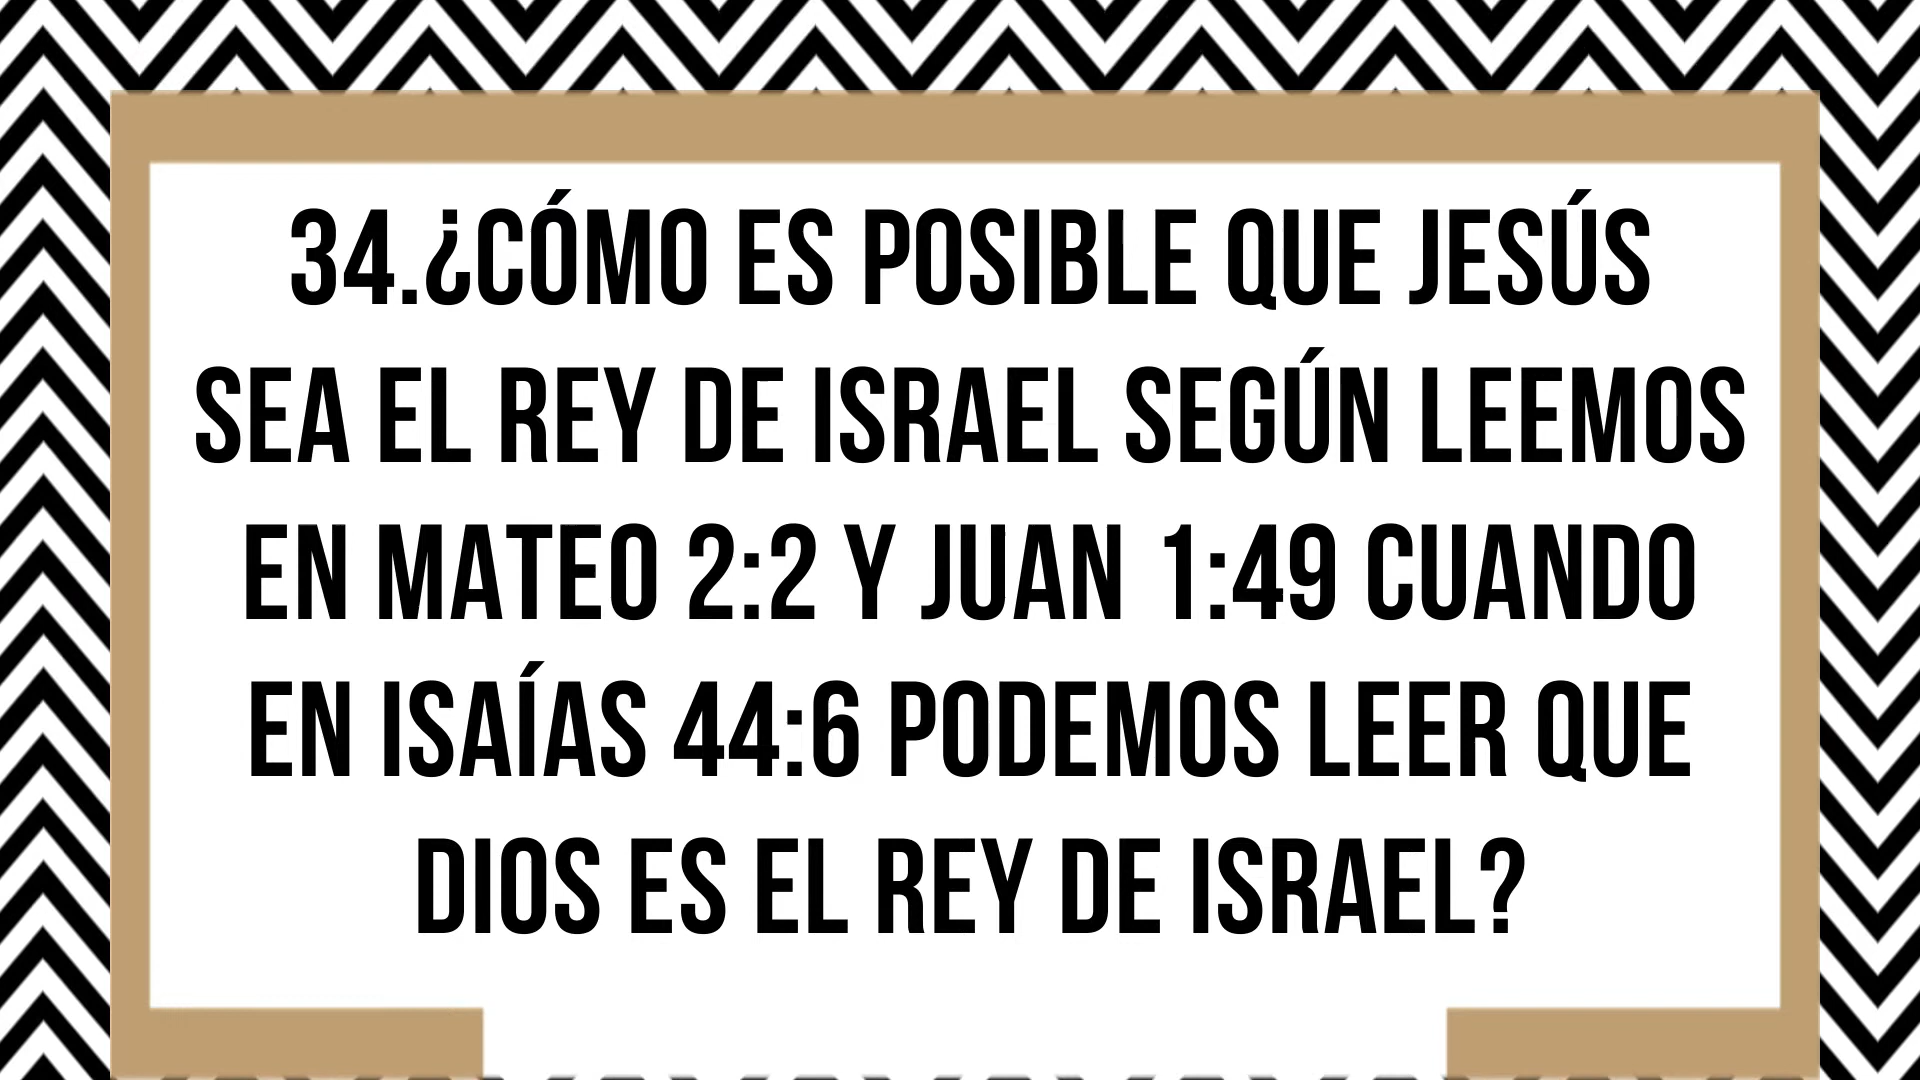 34.¿CÓMO ES POSIBLE QUE JESÚS
SEA EL REY DE ISRAEL SEGÚN LEEMOS
EN MATEO 2:2 Y JUAN 1:49 CUANDO
EN ISAÍAS 44:6 PODEMOS LEER QUE
DIOS ES EL REY DE ISRAEL?